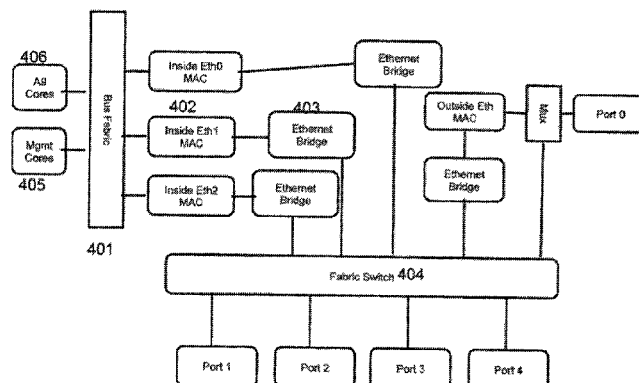 406
A9
Cores
Mgmt
Cores
405
Bus Fabric
401
Inside Eth0
MAC
402
Inside Eth1
MAC
Inside Eth2
MAC
403
Ethernet
Bridge
Ethernet
Bridge
Ethernet
Bridge
Outside Eth
MAC
Ethernet
Bridge
Mux
Port 0
Fabric Switch 404
Port 1
Port 2
Port 3
Port 4